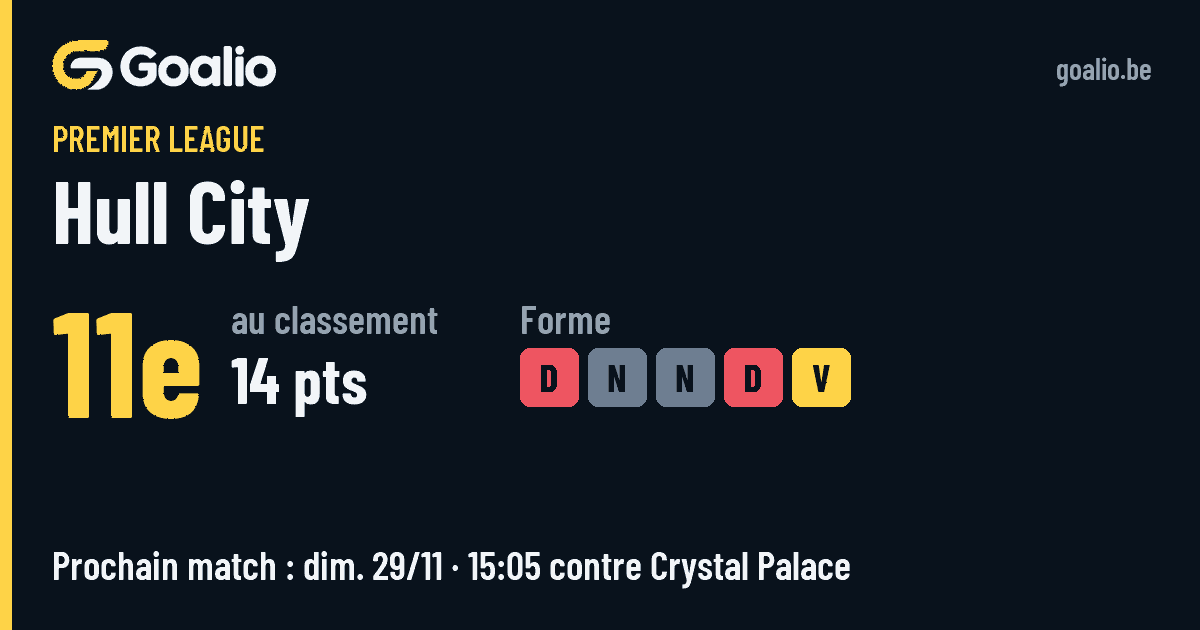 Goalio
goalio.be
PREMIER LEAGUE
Hull City
11e
au classement
14 pts
Forme
D N N D V
Prochain match : dim. 29/11 · 15:05 contre Crystal Palace